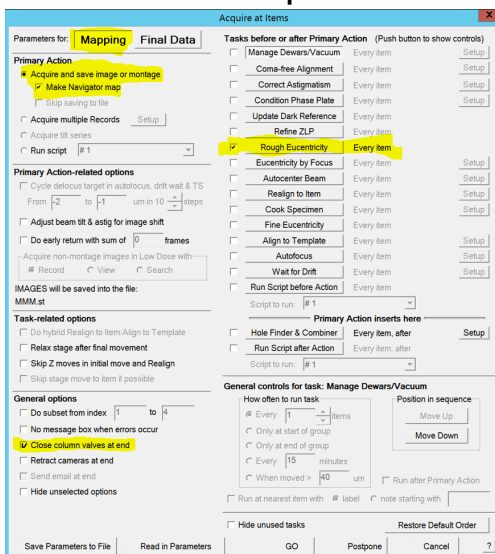 Acquire at Items
X
Parameters for: Mapping Final Data
Primary Action
Acquire and save image or montage
Make Navigator map
Skip saving to file
Acquire multiple Records Setup
Acquire tilt series
Run script # 1
Primary Action-related options
Cycle defocus target in autofocus, drift wait & TS
From -2 to -1 um in 10 steps
Adjust beam tilt & astig for image shift
Do early return with sum of 0 frames
Acquire non-montage images in Low Dose with
Record View Search
IMAGES will be saved into the file:
MMM.st
Task-related options
Do hybrid Realign to Item/Align to Template
Relax stage after final movement
Skip Z moves in initial move and Realign
Skip stage move to item if possible
General options
Do subset from index 1 to 4
No message box when errors occur
Close column valves at end
Retract cameras at end
Send email at end
Hide unselected options
Tasks before or after Primary Action (Push button to show controls)
Manage Dewars/Vacuum Every item Setup
Coma-free Alignment Every item Setup
Correct Astigmatism Every item Setup
Condition Phase Plate Every item Setup
Update Dark Reference Every item
Refine ZLP Every item
Rough Eucentricity Every item
Eucentricity by Focus Every item Setup
Autocenter Beam Every item Setup
Realign to Item Every item Setup
Cook Specimen Every item Setup
Fine Eucentricity Every item
Align to Template Every item Setup
Autofocus Every item Setup
Wait for Drift Every item Setup
Run Script before Action Every item
Script to run: # 1
Primary Action inserts here
Hole Finder & Combiner Every item, after Setup
Run Script after Action Every item, after
Script to run: # 1
General controls for task: Manage Dewars/Vacuum
How often to run task
Every 1 items
Only at start of group
Only at end of group
Every 15 minutes
When moved > 40 um
Position in sequence
Move Up
Move Down
Run after Primary Action
Run at nearest item with label note starting with
Hide unused tasks Restore Default Order
Save Parameters to File Read in Parameters GO Postpone Cancel ?